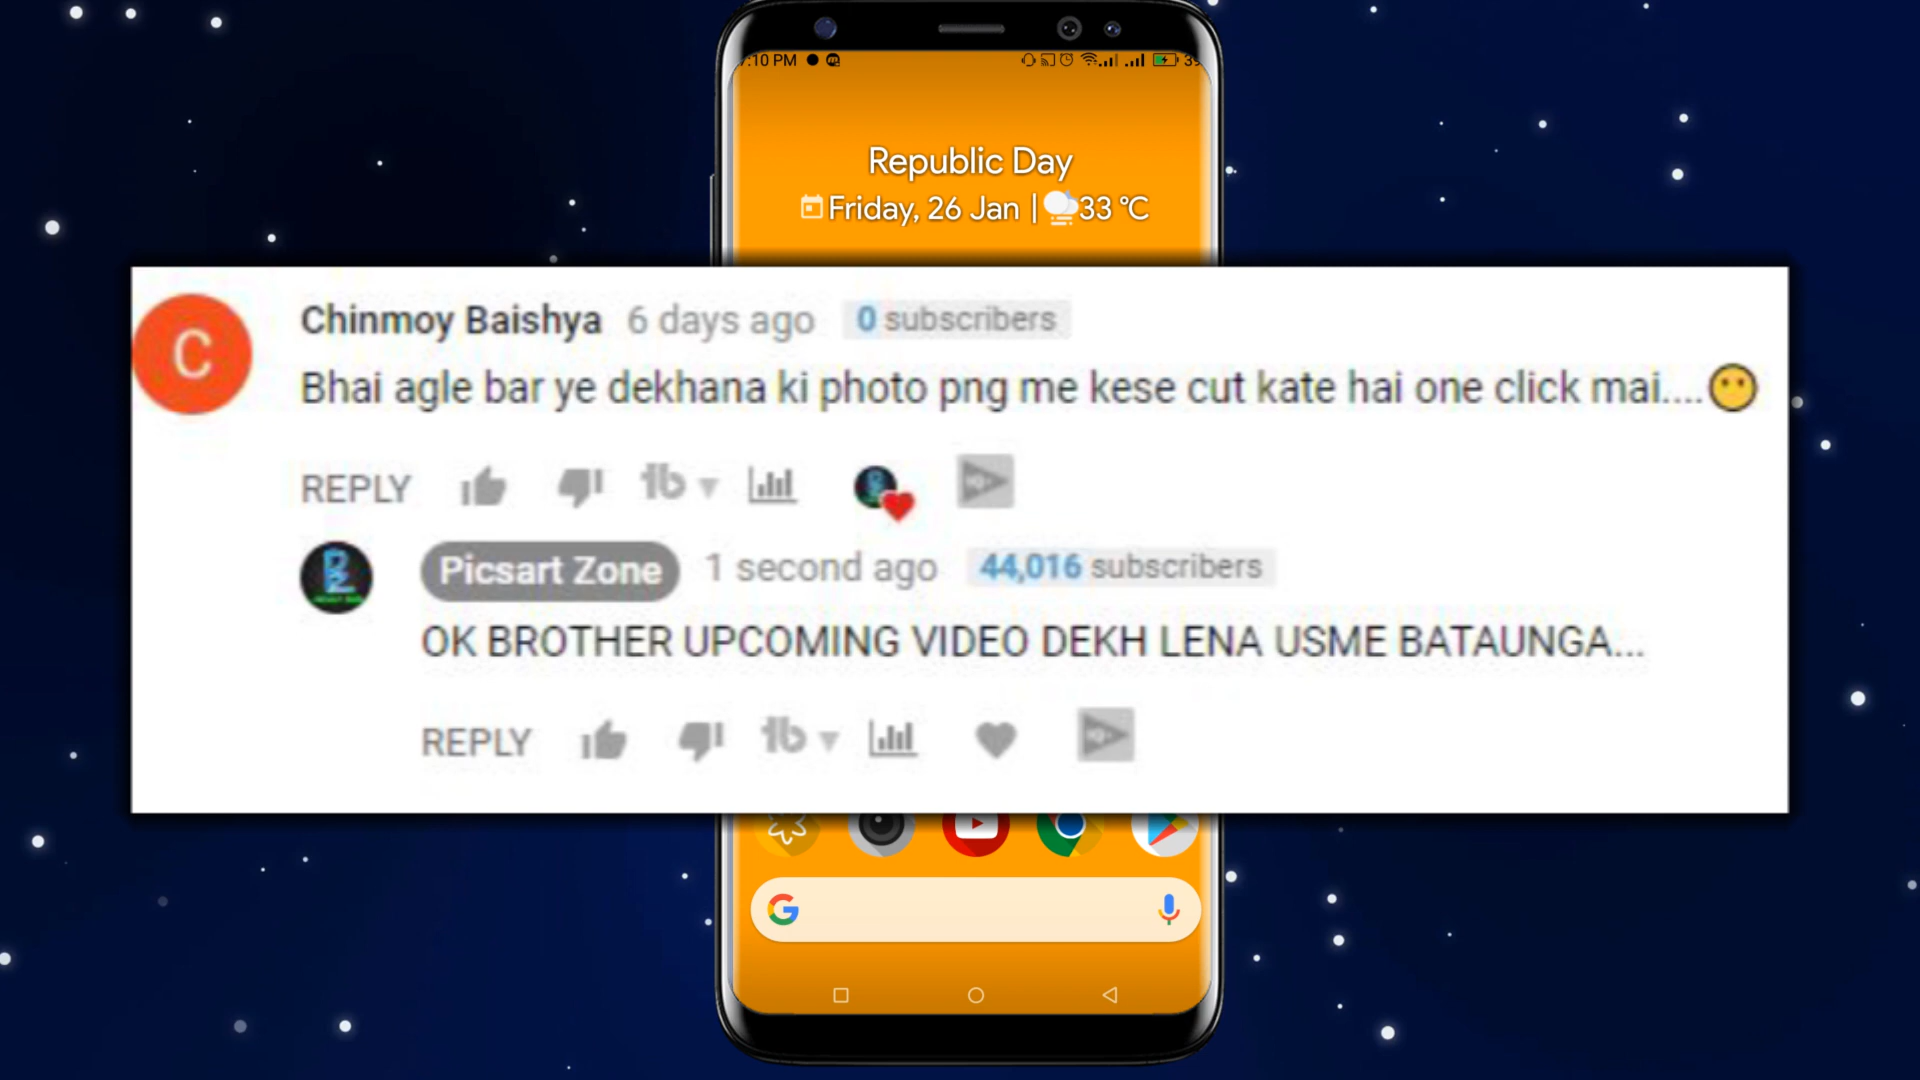 :10 PM
Republic Day
Friday, 26 Jan | 33 °C
C
Chinmoy Baishya 6 days ago 0 subscribers
Bhai agle bar ye dekhana ki photo png me kese cut kate hai one click mai....😶
REPLY
Picsart Zone 1 second ago 44,016 subscribers
OK BROTHER UPCOMING VIDEO DEKH LENA USME BATAUNGA...
REPLY
G